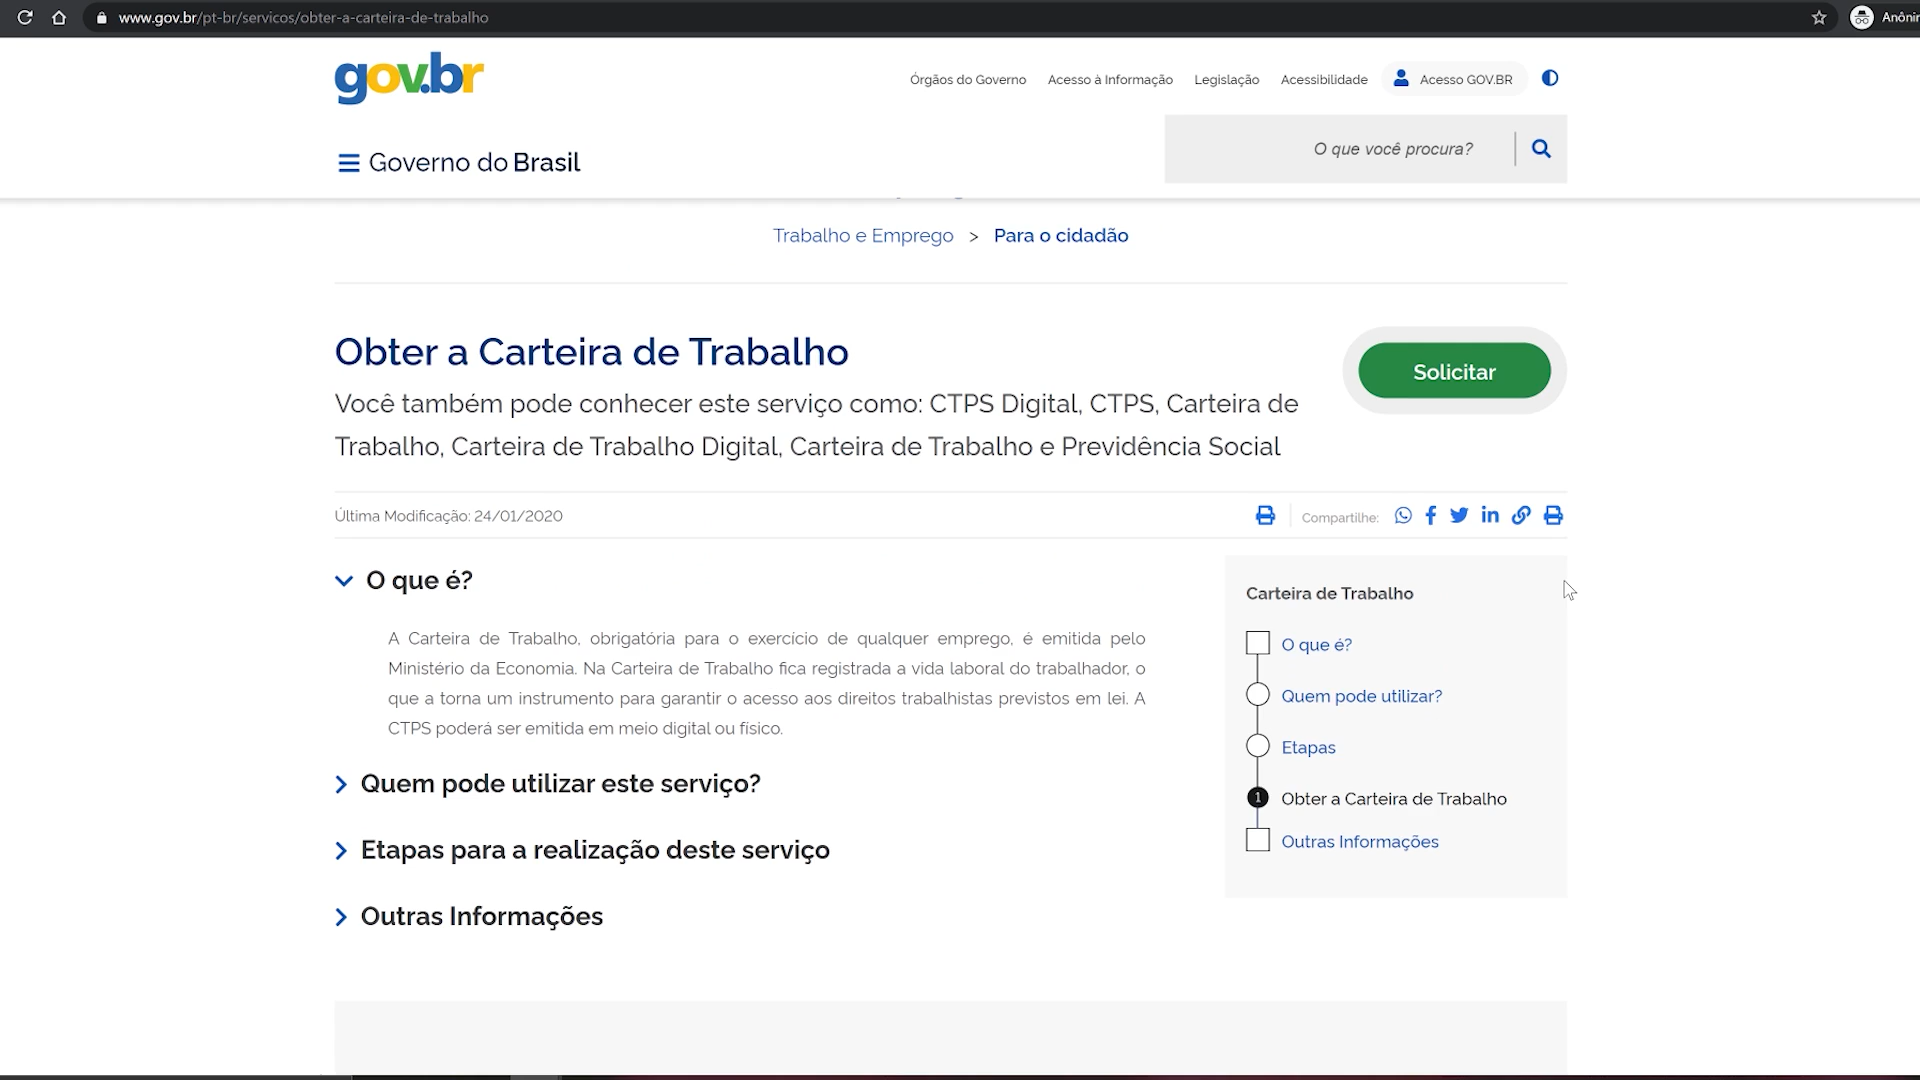 www.gov.br/pt-br/servicos/obter-a-carteira-de-trabalho
Anônin
gov.br
Órgãos do Governo Acesso à Informação Legislação Acessibilidade Acesso GOV.BR
Governo do Brasil
O que você procura?
Trabalho e Emprego > Para o cidadão
Obter a Carteira de Trabalho
Solicitar
Você também pode conhecer este serviço como: CTPS Digital, CTPS, Carteira de
Trabalho, Carteira de Trabalho Digital, Carteira de Trabalho e Previdência Social
Última Modificação: 24/01/2020
Compartilhe:
O que é?
A Carteira de Trabalho, obrigatória para o exercício de qualquer emprego, é emitida pelo
Ministério da Economia. Na Carteira de Trabalho fica registrada a vida laboral do trabalhador, o
que a torna um instrumento para garantir o acesso aos direitos trabalhistas previstos em lei. A
CTPS poderá ser emitida em meio digital ou físico.
Quem pode utilizar este serviço?
Etapas para a realização deste serviço
Outras Informações
Carteira de Trabalho
O que é?
Quem pode utilizar?
Etapas
1 Obter a Carteira de Trabalho
Outras Informações